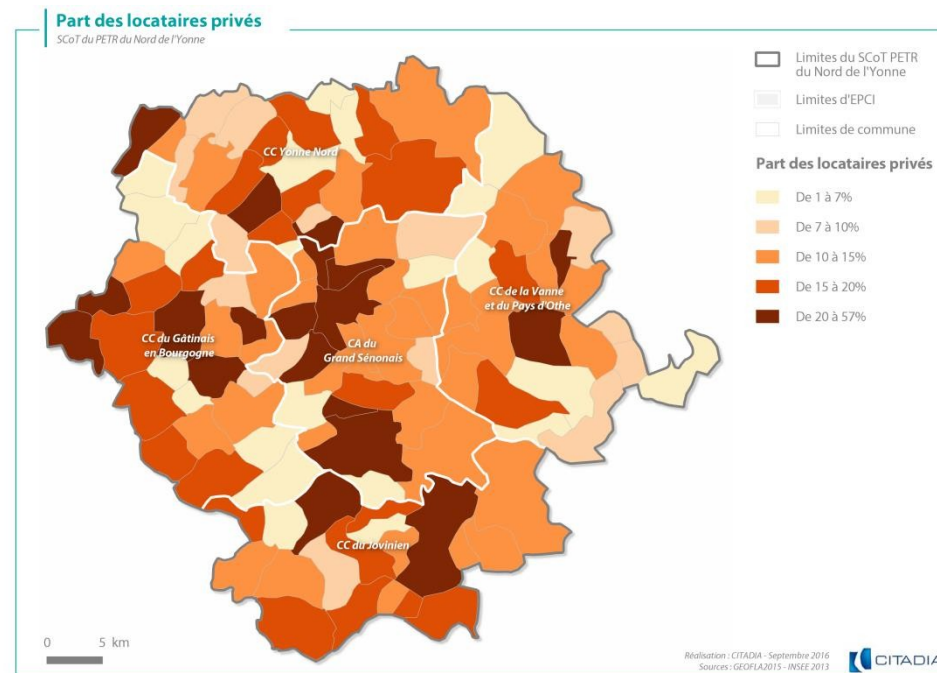 Part des locataires privés
SCoT du PETR du Nord de l'Yonne
CC Yonne Nord
CC de la Vanne
et du Pays d'Othe
CC du Gâtinais
en Bourgogne
CA du
Grand Sénonais
CC du Jovinien
0 5 km
Limites du SCoT PETR
du Nord de l'Yonne
Limites d'EPCI
Limites de commune
Part des locataires privés
De 1 à 7%
De 7 à 10%
De 10 à 15%
De 15 à 20%
De 20 à 57%
Réalisation : CITADIA - Septembre 2016
Sources : GEOFLA2015 - INSEE 2013
CITADIA